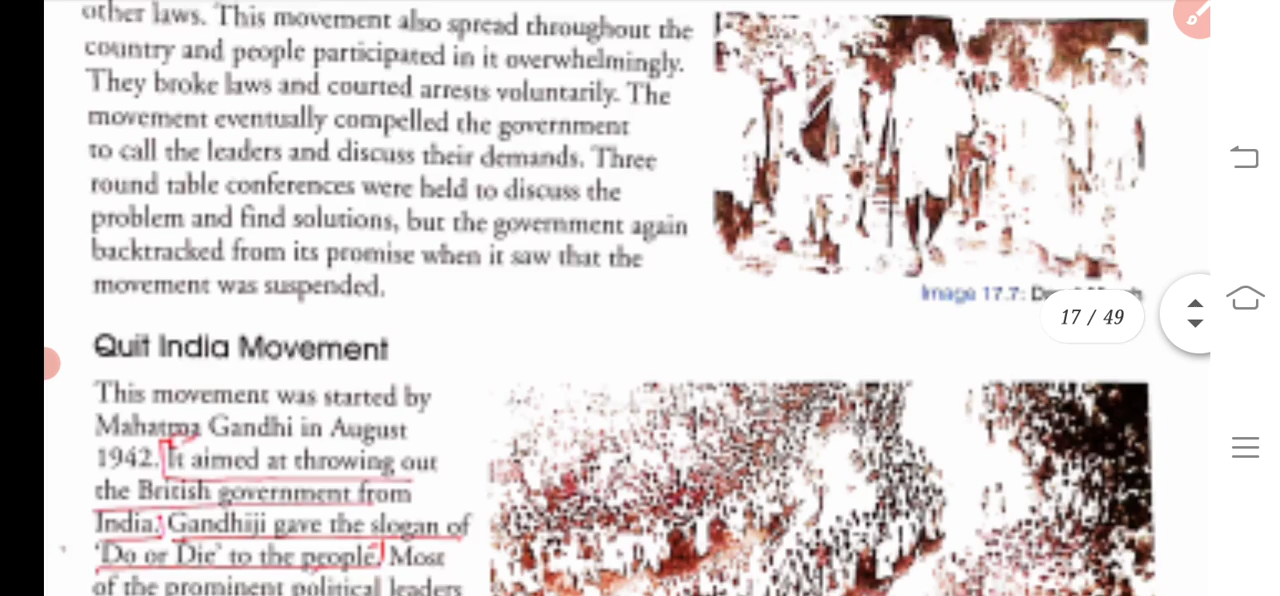 other laws. This movement also spread throughout the
country and people participated in it overwhelmingly.
They broke laws and courted arrests voluntarily. The
movement eventually compelled the government
to call the leaders and discuss their demands. Three
round table conferences were held to discuss the
problem and find solutions, but the government again
backtracked from its promise when it saw that the
movement was suspended.
Image 17.7:
17 / 49
Quit India Movement
This movement was started by
Mahatma Gandhi in August
1942. It aimed at throwing out
the British government from
India. Gandhiji gave the slogan of
'Do or Die' to the people. Most
of the prominent political leaders